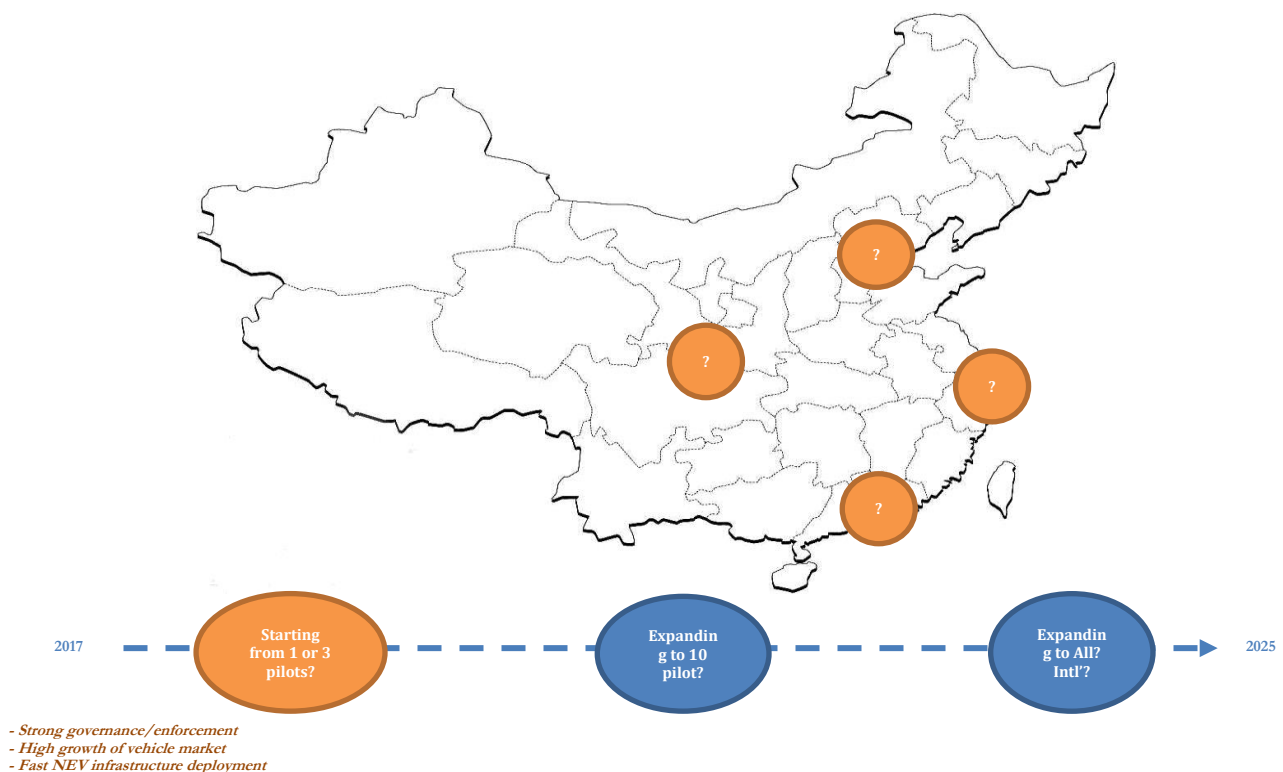 ?
?
?
?
2017
Starting
from 1 or 3
pilots?
Expandin
g to 10
pilot?
Expandin
g to All?
Intl’?
2025
- Strong governance/enforcement
- High growth of vehicle market
- Fast NEV infrastructure deployment